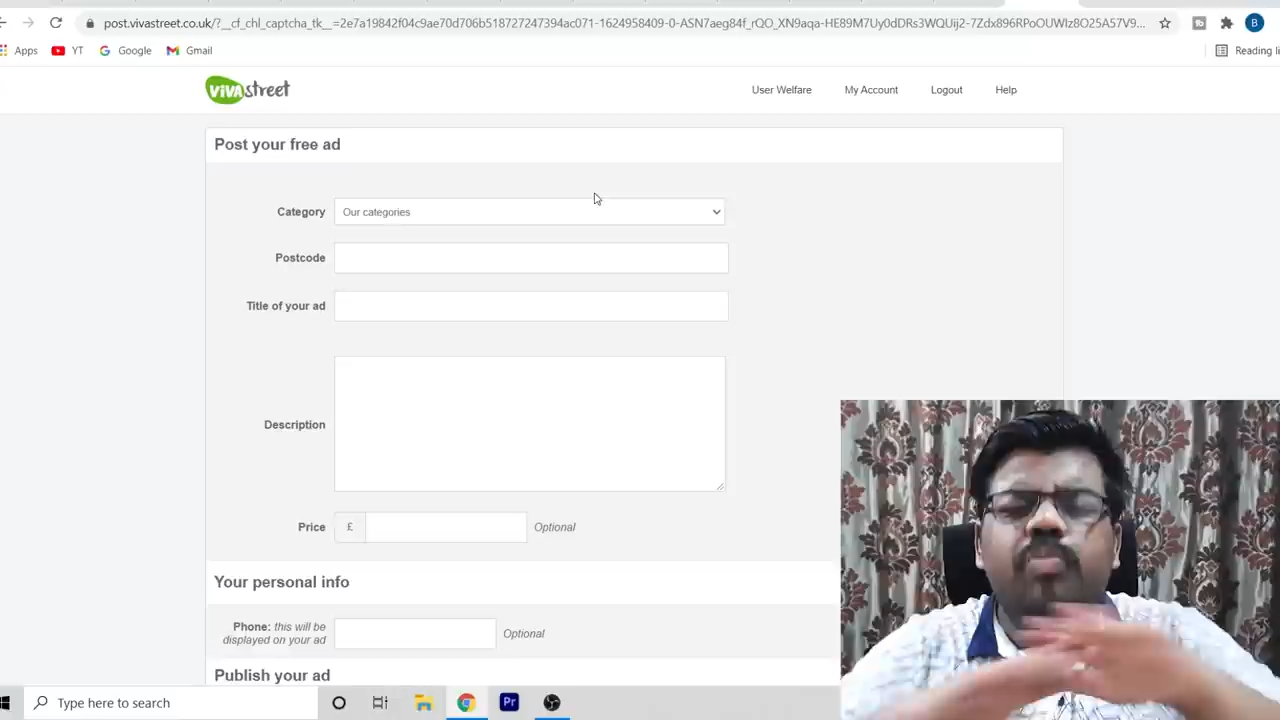 post.vivastreet.co.uk/?__cf_chl_captcha_tk__=2e7a19842f04c9ae70d706b518727247394ac071-1624958409-0-ASN7aeg84f_rQO_XN9aqa-HE89M7Uy0dDRs3WQUij2-7Zdx896RPoOUWIz8O25A57V9...
B
Apps YT Google Gmail Reading li
vivastreet User Welfare My Account Logout Help
Post your free ad
Category Our categories
Postcode
Title of your ad
Description
Price £ Optional
Your personal info
Phone: this will be
displayed on your ad
Optional
Publish your ad
Type here to search
Pr